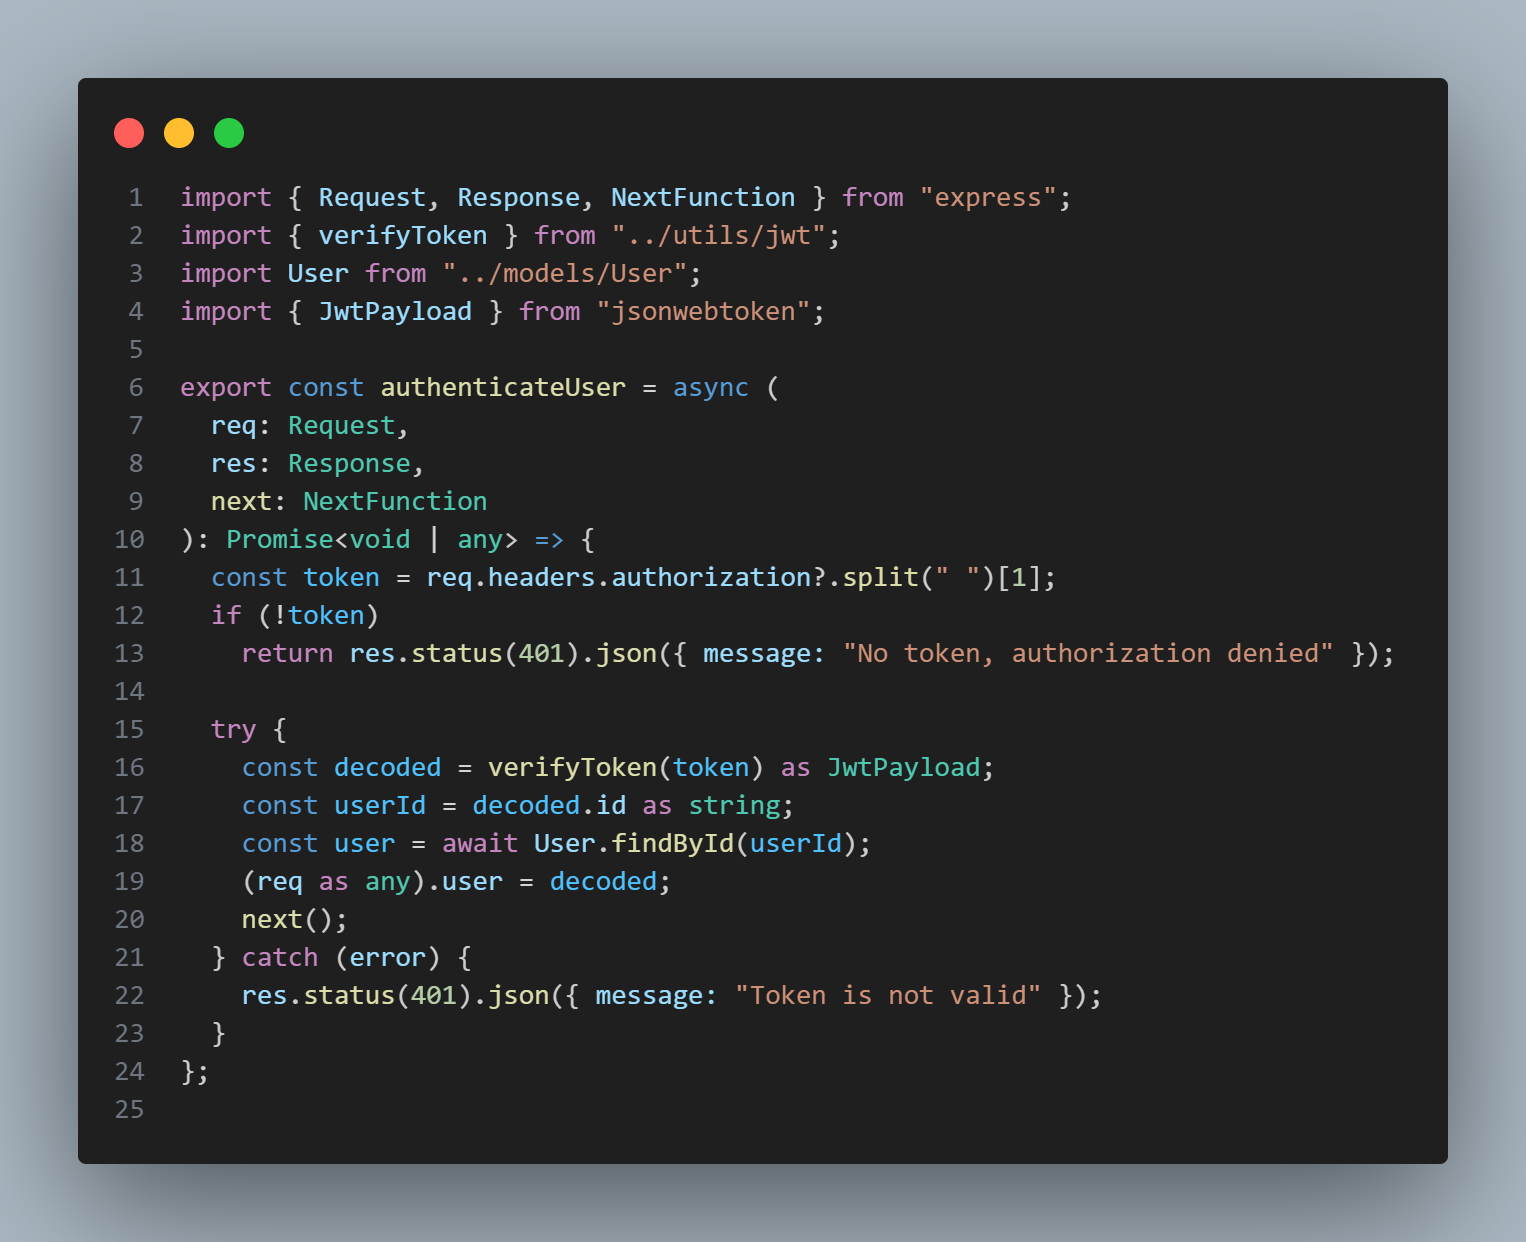 1 import { Request, Response, NextFunction } from "express";
2 import { verifyToken } from "../utils/jwt";
3 import User from "../models/User";
4 import { JwtPayload } from "jsonwebtoken";
5
6 export const authenticateUser = async (
7   req: Request,
8   res: Response,
9   next: NextFunction
10 ): Promise<void | any> => {
11   const token = req.headers.authorization?.split(" ")[1];
12   if (!token)
13     return res.status(401).json({ message: "No token, authorization denied" });
14
15   try {
16     const decoded = verifyToken(token) as JwtPayload;
17     const userId = decoded.id as string;
18     const user = await User.findById(userId);
19     (req as any).user = decoded;
20     next();
21   } catch (error) {
22     res.status(401).json({ message: "Token is not valid" });
23   }
24 };
25